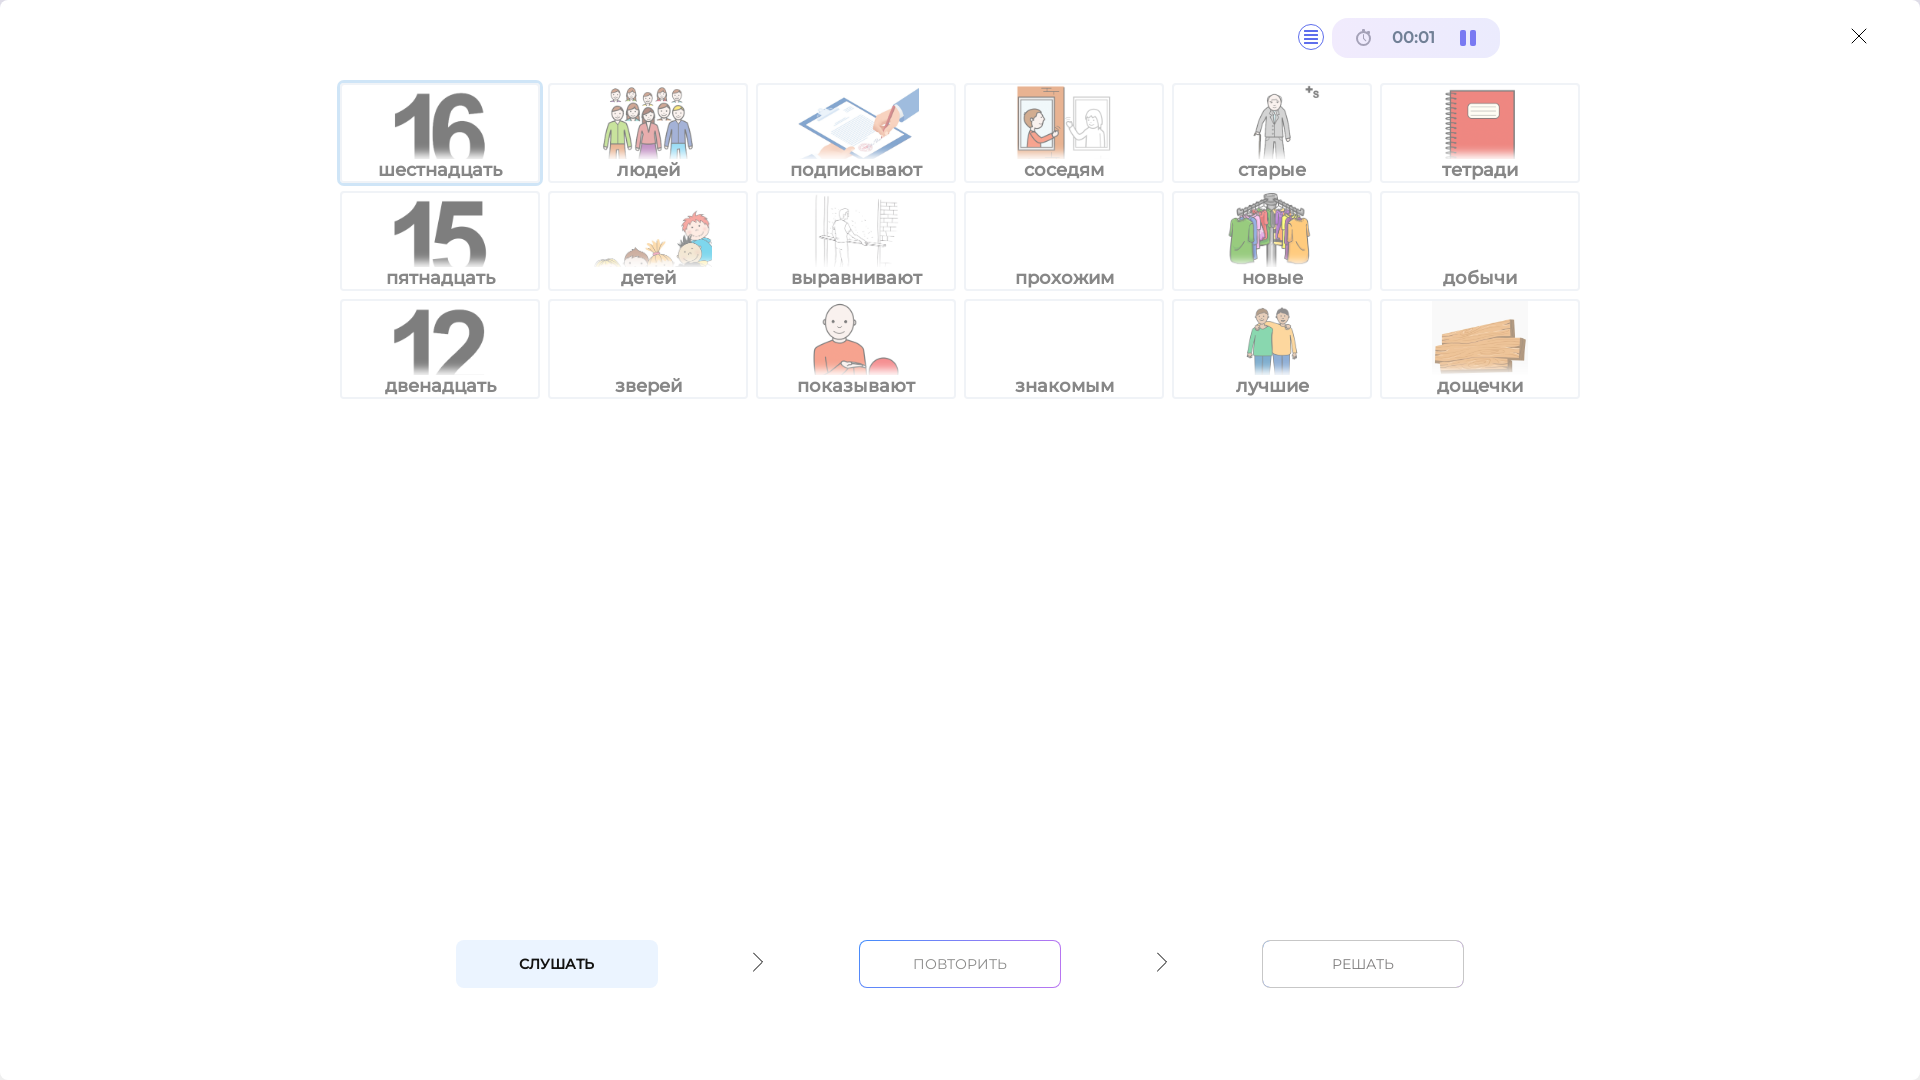 00:01
16 +s
шестнадцать людей подписывают соседям старые тетради
15
пятнадцать детей выравнивают прохожим новые добычи
12
двенадцать зверей показывают знакомым лучшие дощечки
СЛУШАТЬ ПОВТОРИТЬ РЕШАТЬ